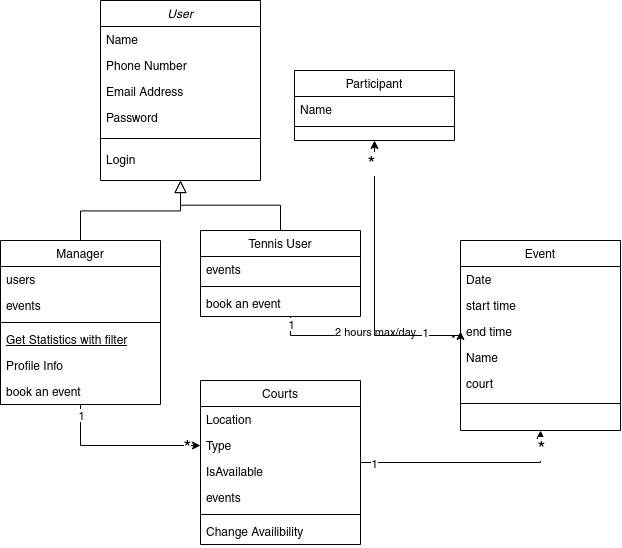 User
Name
Phone Number
Email Address
Password
Login
Participant
Name
*
Manager
users
events
Get Statistics with filter
Profile Info
book an event
Tennis User
events
book an event
Event
Date
start time
end time
Name
court
1
2 hours max/day
1
*
1
*
Courts
Location
Type
IsAvailable
events
Change Availibility
1
*